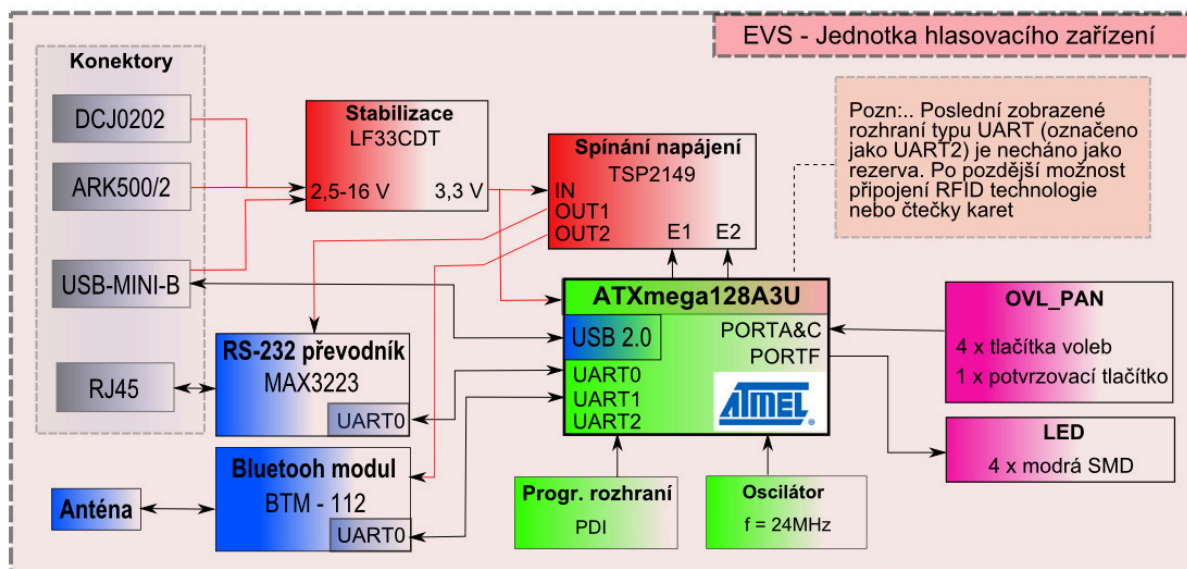 EVS - Jednotka hlasovacího zařízení
Konektory
DCJ0202
ARK500/2
USB-MINI-B
RJ45
Stabilizace
LF33CDT
2,5-16 V
3,3 V
Spínání napájení
TSP2149
IN
OUT1
OUT2
E1
E2
Pozn:.. Poslední zobrazené
rozhraní typu UART (označeno
jako UART2) je necháno jako
rezerva. Po pozdější možnost
připojení RFID technologie
nebo čtečky karet
ATXmega128A3U
USB 2.0
PORTA&C
PORTF
UART0
UART1
UART2
ATMEL
®
RS-232 převodník
MAX3223
UART0
Bluetooh modul
BTM - 112
UART0
Anténa
Progr. rozhraní
PDI
Oscilátor
f = 24MHz
OVL_PAN
4 x tlačítka voleb
1 x potvrzovací tlačítko
LED
4 x modrá SMD